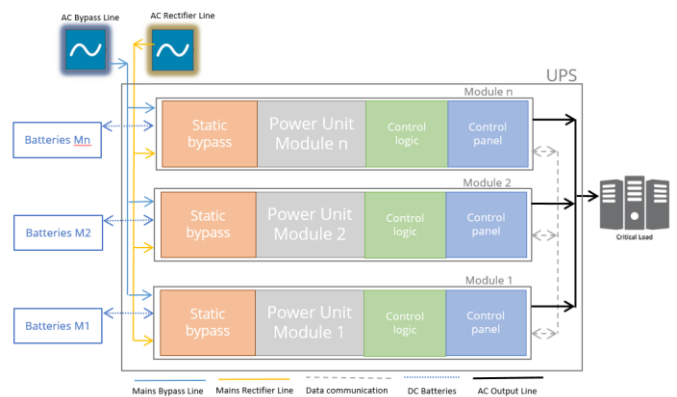 AC Bypass Line
AC Rectifier Line
UPS
Module n
Batteries Mn
Static
bypass
Power Unit
Module n
Control
logic
Control
panel
Module 2
Batteries M2
Static
bypass
Power Unit
Module 2
Control
logic
Control
panel
Critical Load
Module 1
Batteries M1
Static
bypass
Power Unit
Module 1
Control
logic
Control
panel
Mains Bypass Line
Mains Rectifier Line
Data communication
DC Batteries
AC Output Line